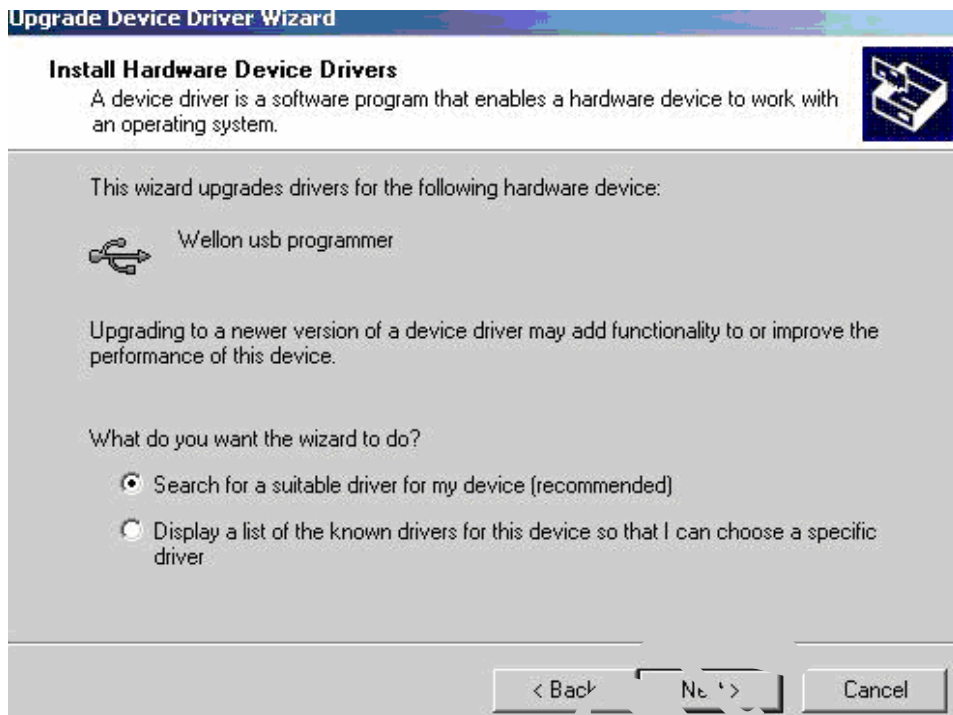 Upgrade Device Driver Wizard
Install Hardware Device Drivers
A device driver is a software program that enables a hardware device to work with
an operating system.
This wizard upgrades drivers for the following hardware device:
Wellon usb programmer
Upgrading to a newer version of a device driver may add functionality to or improve the
performance of this device.
What do you want the wizard to do?
Search for a suitable driver for my device (recommended)
Display a list of the known drivers for this device so that I can choose a specific
driver
< Back
Cancel